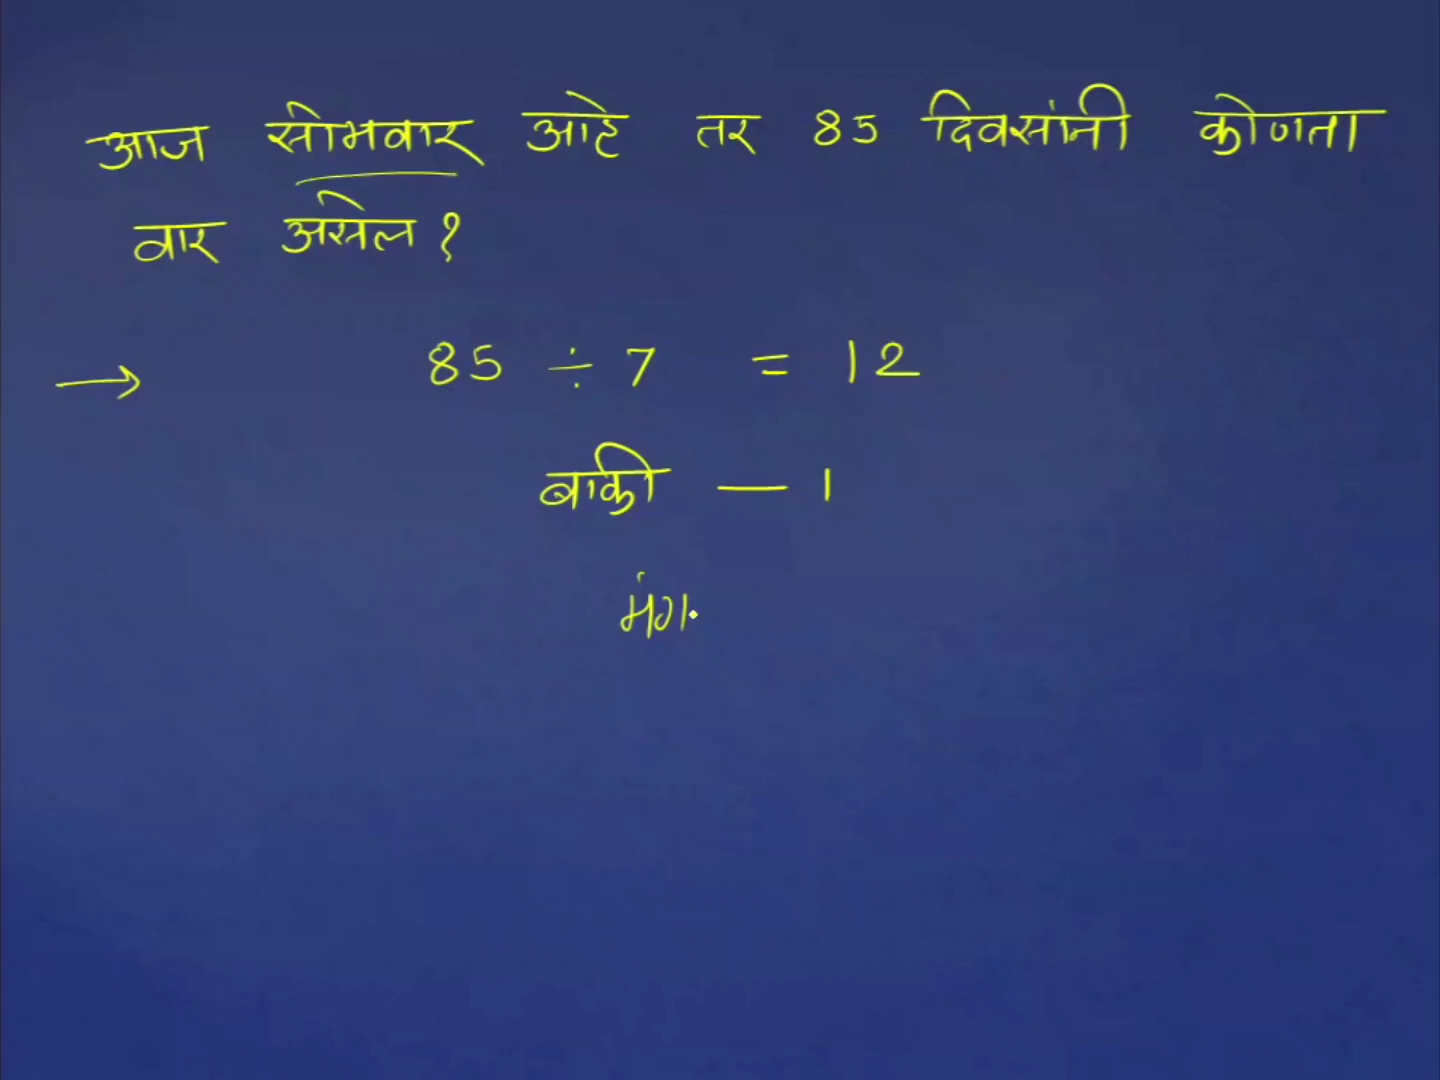 आज सोमवार आहे तर 85 दिवसांनी कोणता
वार असेल?
→ 85 ÷ 7 = 12
बाकी — 1
मंग